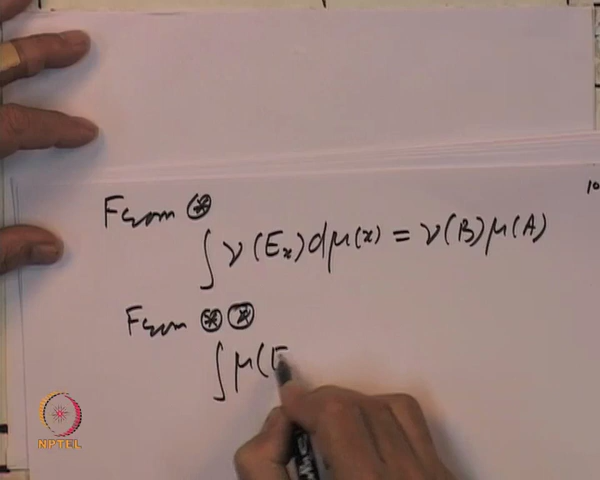 10
From ⊛
∫ ν(Eₓ)dμ(x) = ν(B)μ(A)
From ⊛ ⊛
∫ μ(E
NPTEL